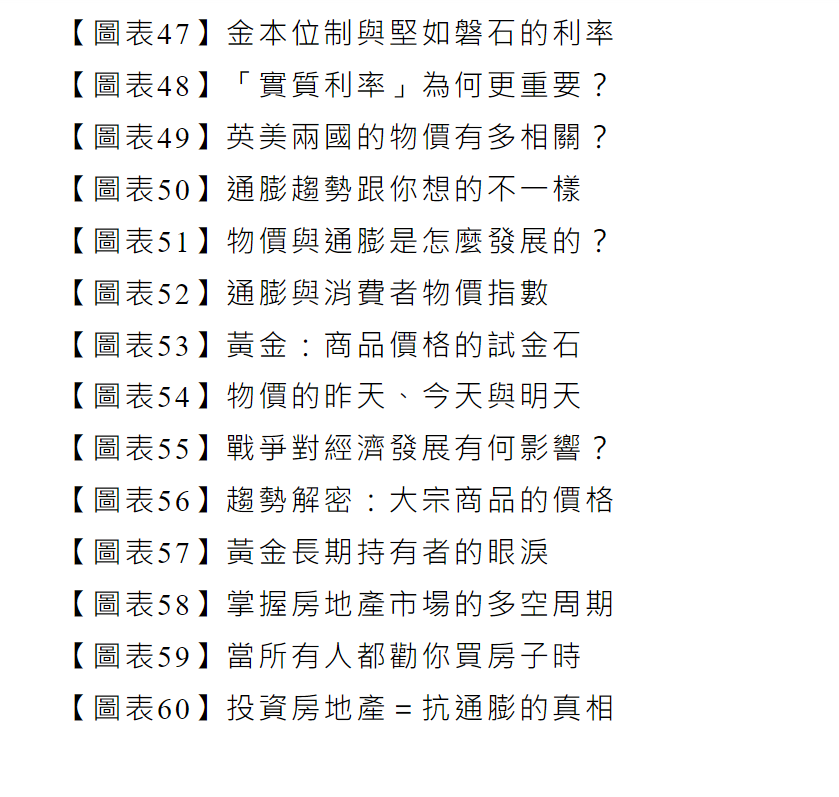 【圖表47】金本位制與堅如磐石的利率
【圖表48】「實質利率」為何更重要？
【圖表49】英美兩國的物價有多相關？
【圖表50】通膨趨勢跟你想的不一樣
【圖表51】物價與通膨是怎麼發展的？
【圖表52】通膨與消費者物價指數
【圖表53】黃金：商品價格的試金石
【圖表54】物價的昨天、今天與明天
【圖表55】戰爭對經濟發展有何影響？
【圖表56】趨勢解密：大宗商品的價格
【圖表57】黃金長期持有者的眼淚
【圖表58】掌握房地產市場的多空周期
【圖表59】當所有人都勸你買房子時
【圖表60】投資房地產＝抗通膨的真相